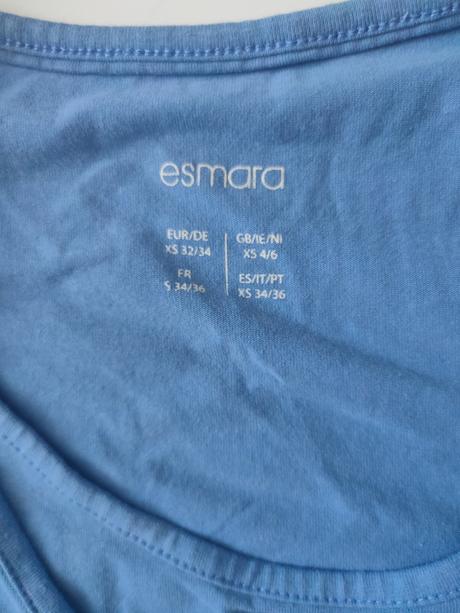 esmara
EUR/DE
XS 32/34
FR
S 34/36
GB/IE/NI
XS 4/6
ES/IT/PT
XS 34/36